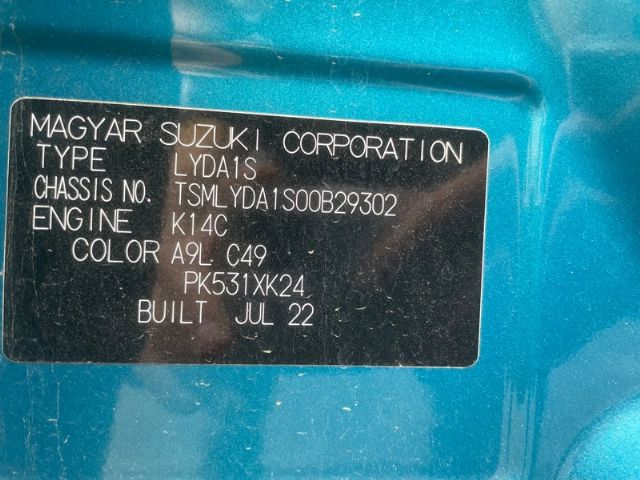 MAGYAR SUZUKI CORPORATION
TYPE LYDA1S
CHASSIS NO. TSMLYDA1S00B29302
ENGINE K14C
COLOR A9L C49
PK531XK24
BUILT JUL 22